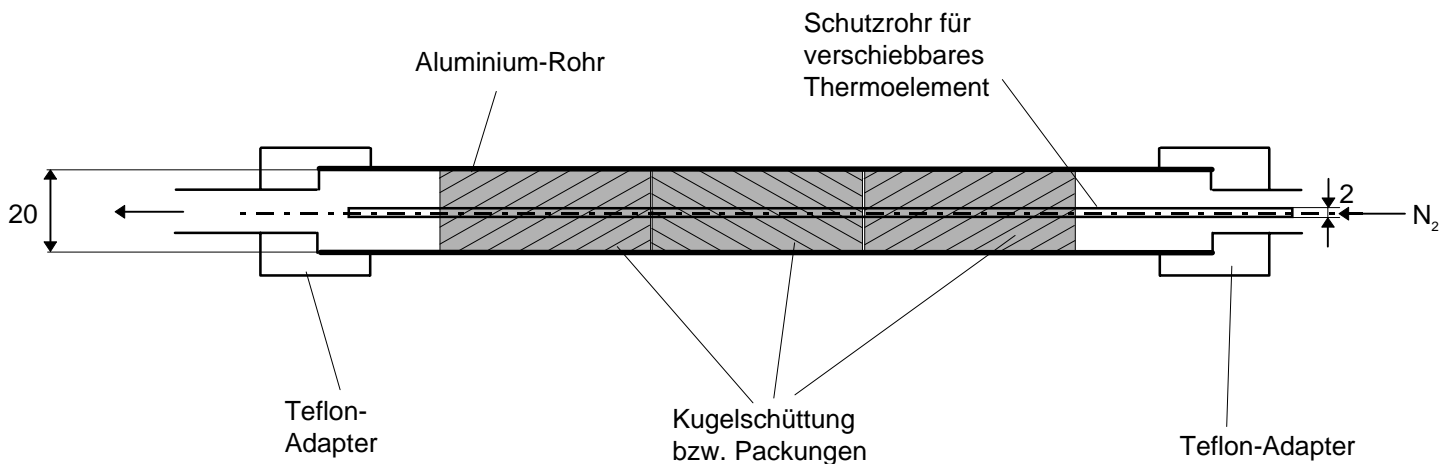 Schutzrohr für
verschiebbares
Thermoelement
Aluminium-Rohr
20
2
N₂
Teflon-
Adapter
Kugelschüttung
bzw. Packungen
Teflon-Adapter